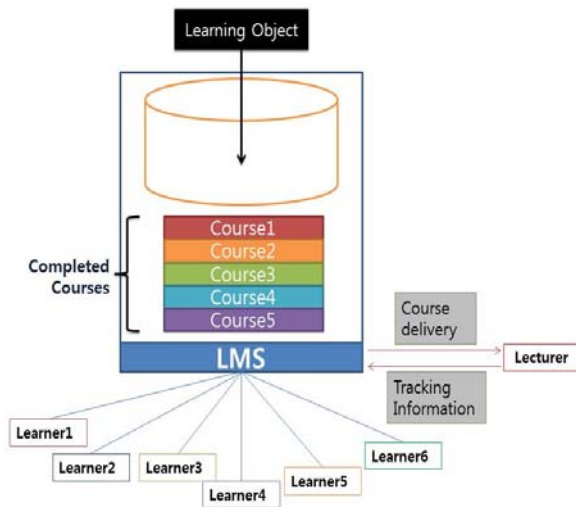 Learning Object
Course1
Course2
Course3
Course4
Course5
Completed
Courses
LMS
Course
delivery
Lecturer
Tracking
Information
Learner1
Learner2
Learner3
Learner4
Learner5
Learner6